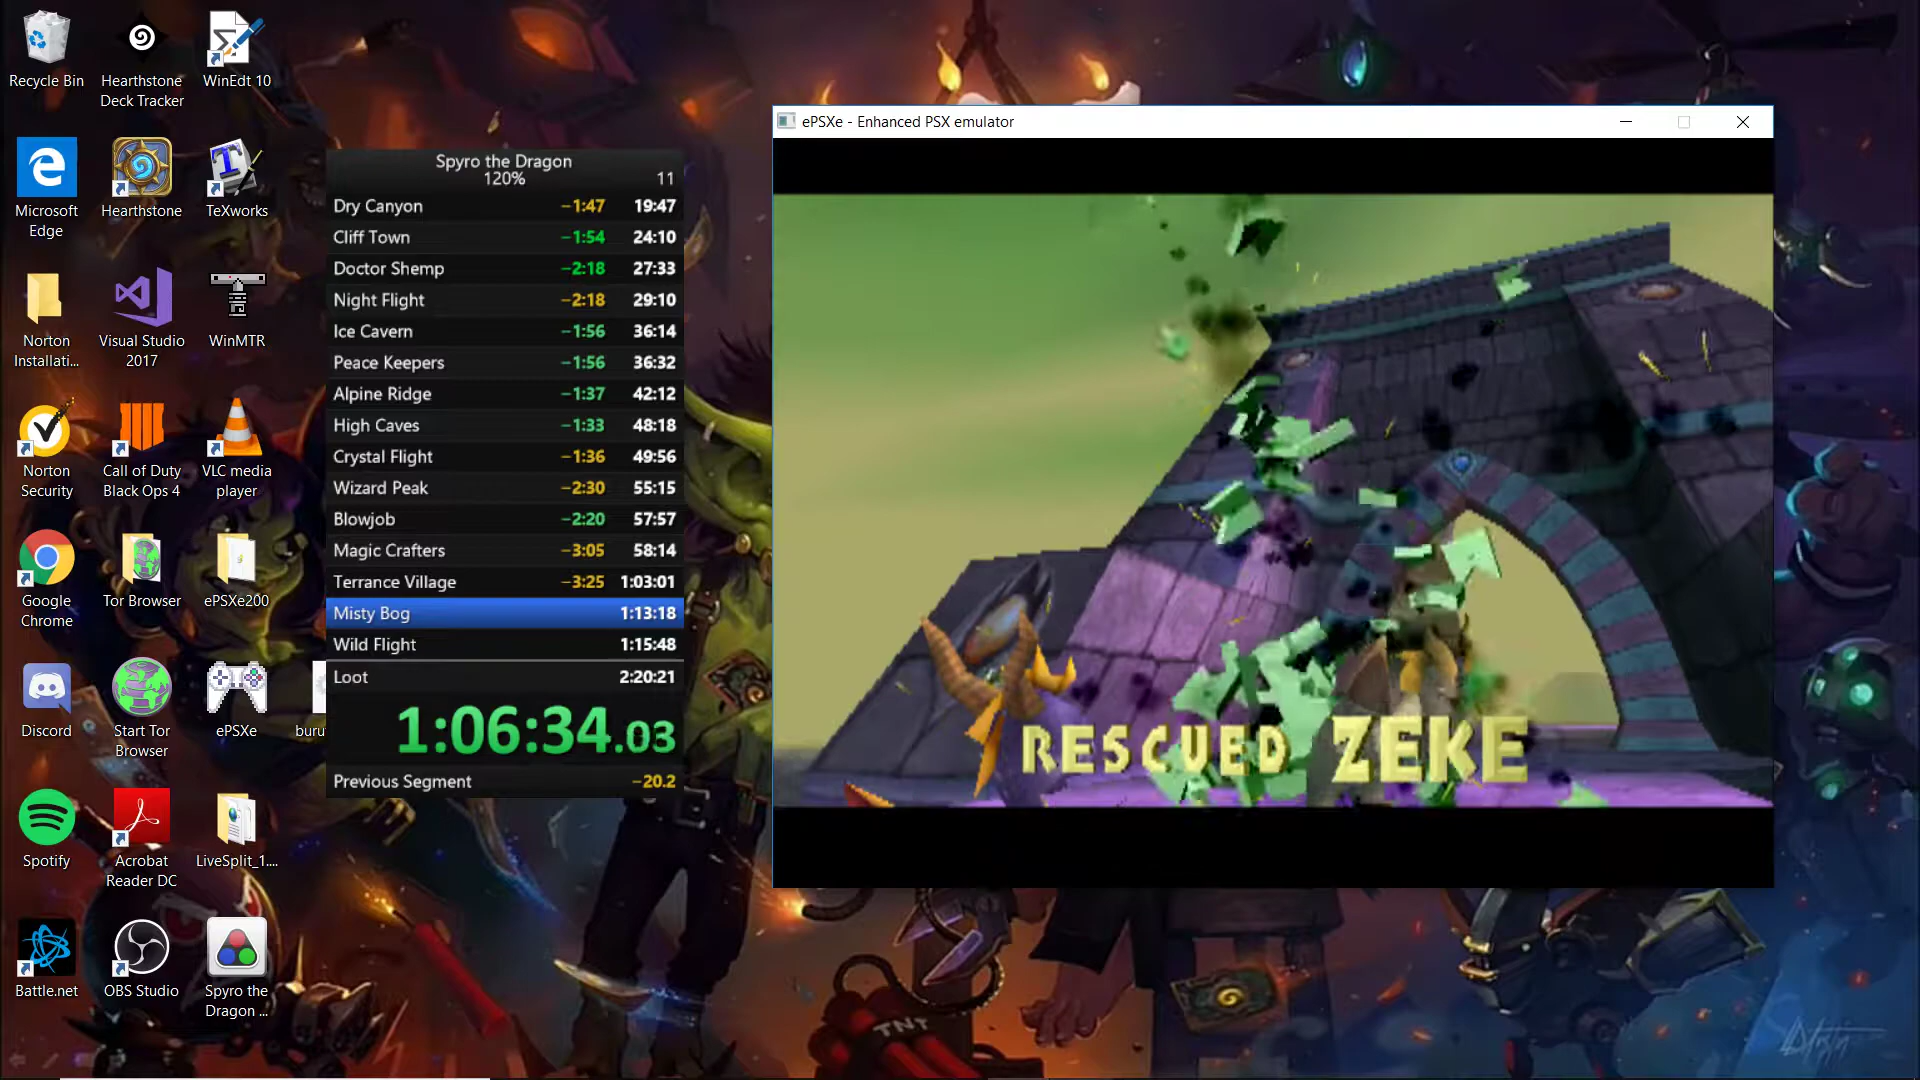 Recycle Bin
Hearthstone
Deck Tracker
WinEdt 10
Microsoft
Edge
Hearthstone
TeXworks
Norton
Installati...
Visual Studio
2017
WinMTR
Norton
Security
Call of Duty
Black Ops 4
VLC media
player
Google
Chrome
Tor Browser
ePSXe200
Discord
Start Tor
Browser
ePSXe
buru
Spotify
Acrobat
Reader DC
LiveSplit_1....
Battle.net
OBS Studio
Spyro the
Dragon ...
Spyro the Dragon
120% 11
Dry Canyon −1:47 19:47
Cliff Town −1:54 24:10
Doctor Shemp −2:18 27:33
Night Flight −2:18 29:10
Ice Cavern −1:56 36:14
Peace Keepers −1:56 36:32
Alpine Ridge −1:37 42:12
High Caves −1:33 48:18
Crystal Flight −1:36 49:56
Wizard Peak −2:30 55:15
Blowjob −2:20 57:57
Magic Crafters −3:05 58:14
Terrance Village −3:25 1:03:01
Misty Bog 1:13:18
Wild Flight 1:15:48
Loot 2:20:21
1:06:34.03
Previous Segment −20.2
ePSXe - Enhanced PSX emulator
RESCUED ZEKE
TNT